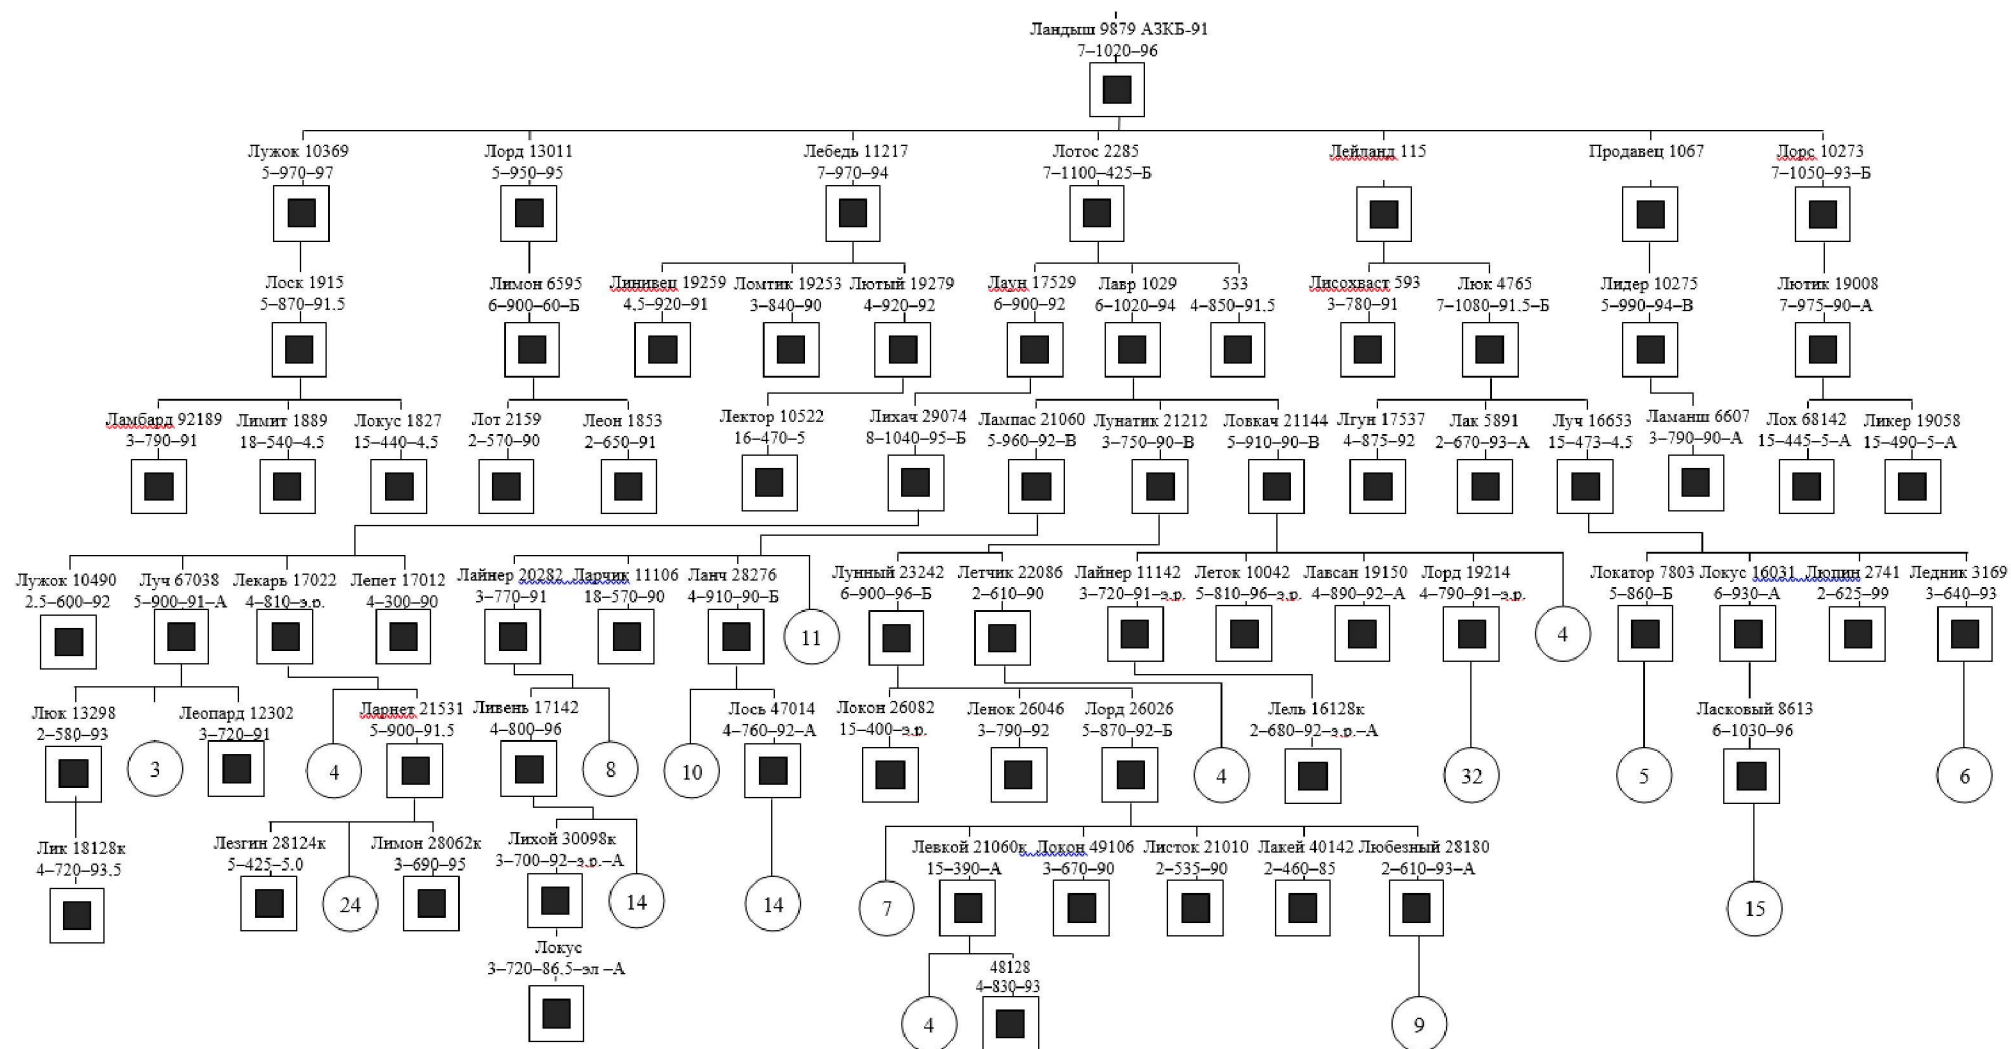 Ландыш 9879 АЗКБ-91
7–1020–96
Лужок 10369
5–970–97
Лорд 13011
5–950–95
Лебедь 11217
7–970–94
Лотос 2285
7–1100–425–Б
Лейланд 115
Продавец 1067
Лорс 10273
7–1050–93–Б
Лоск 1915
5–870–91.5
Лимон 6595
6–900–60–Б
Линивец 19259
4.5–920–91
Ломтик 19253
3–840–90
Лютый 19279
4–920–92
Лаун 17529
6–900–92
Лавр 1029
6–1020–94
533
4–850–91.5
Лисохваст 593
3–780–91
Люк 4765
7–1080–91.5–Б
Лидер 10275
5–990–94–В
Лютик 19008
7–975–90–А
Ламбард 92189
3–790–91
Лимит 1889
18–540–4.5
Локус 1827
15–440–4.5
Лот 2159
2–570–90
Леон 1853
2–650–91
Лектор 10522
16–470–5
Лихач 29074
8–1040–95–Б
Лампас 21060
5–960–92–В
Лунатик 21212
3–750–90–В
Ловкач 21144
5–910–90–В
Лгун 17537
4–875–92
Лак 5891
2–670–93–А
Луч 16653
15–473–4.5
Ламанш 6607
3–790–90–А
Лох 68142
15–445–5–А
Ликер 19058
15–490–5–А
Лужок 10490
2.5–600–92
Луч 67038
5–900–91–А
Лекарь 17022
4–810–э.р.
Лепет 17012
4–300–90
Лайнер 20282
3–770–91
Ларчик 11106
18–570–90
Ланч 28276
4–910–90–Б
11
Лунный 23242
6–900–96–Б
Летчик 22086
2–610–90
Лайнер 11142
3–720–91–э.р.
Леток 10042
5–810–96–э.р.
Лавсан 19150
4–890–92–А
Лорд 19214
4–790–91–э.р.
4
Локатор 7803
5–860–Б
Локус 16031
6–930–А
Люпин 2741
2–625–99
Ледник 3169
3–640–93
Люк 13298
2–580–93
3
Леопард 12302
3–720–91
4
Ларнет 21531
5–900–91.5
Ливень 17142
4–800–96
8
10
Лось 47014
4–760–92–А
Локон 26082
15–400–э.р.
Ленок 26046
3–790–92
Лорд 26026
5–870–92–Б
4
Лель 16128к
2–680–92–э.р.–А
32
5
Ласковый 8613
6–1030–96
6
Лик 18128к
4–720–93.5
Лезгин 28124к
5–425–5.0
24
Лимон 28062к
3–690–95
Лихой 30098к
3–700–92–э.р.–А
14
14
7
Левкой 21060к
15–390–А
Локон 49106
3–670–90
Листок 21010
2–535–90
Лакей 40142
2–460–85
Любезный 28180
2–610–93–А
15
Локус
3–720–86.5–эл –А
4
48128
4–830–93
9